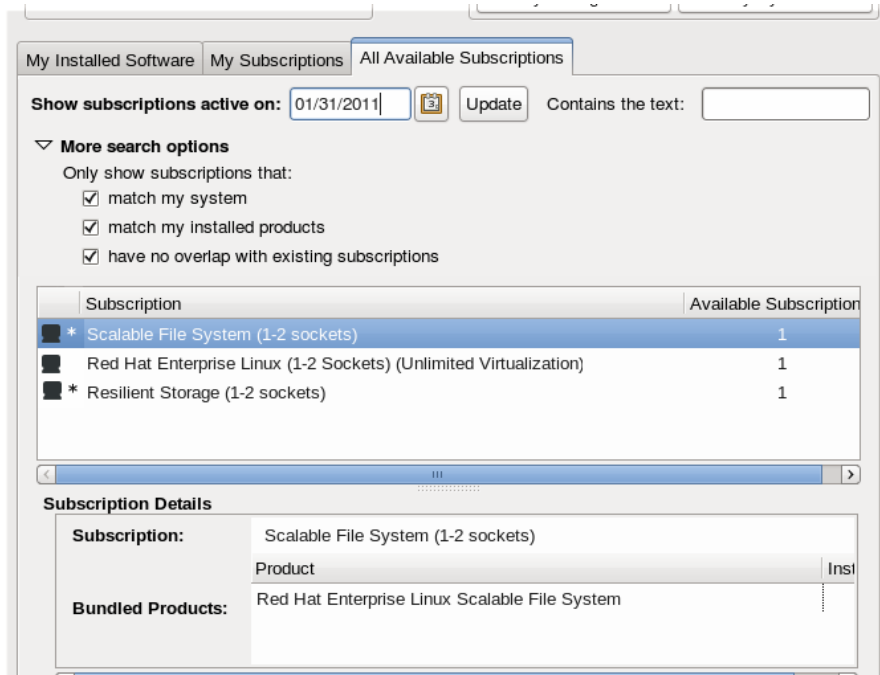 My Installed Software My Subscriptions All Available Subscriptions
Show subscriptions active on: 01/31/2011 Update Contains the text:
More search options
Only show subscriptions that:
match my system
match my installed products
have no overlap with existing subscriptions
Subscription Available Subscription
* Scalable File System (1-2 sockets) 1
Red Hat Enterprise Linux (1-2 Sockets) (Unlimited Virtualization) 1
* Resilient Storage (1-2 sockets) 1
Subscription Details
Subscription: Scalable File System (1-2 sockets)
Product Inst
Bundled Products: Red Hat Enterprise Linux Scalable File System